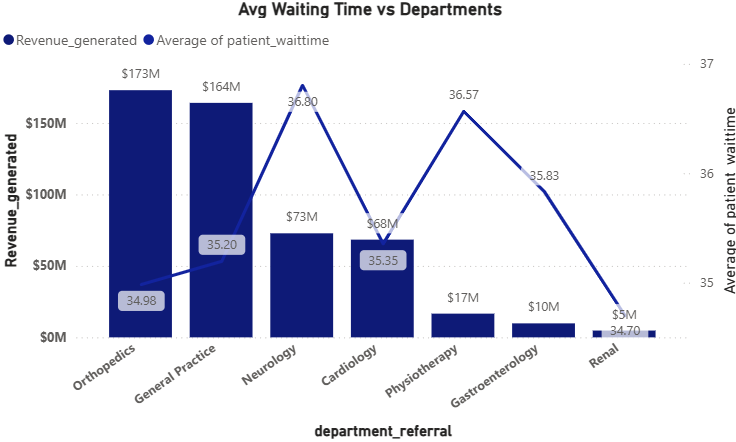 Avg Waiting Time vs Departments
Revenue_generated Average of patient_waittime
$173M
$164M
$73M
$68M
$17M
$10M
$5M
34.98
35.20
36.80
35.35
36.57
35.83
34.70
Revenue_generated
$150M
$100M
$50M
$0M
37
36
35
Average of patient_waittime
Orthopedics
General Practice
Neurology
Cardiology
Physiotherapy
Gastroenterology
Renal
department_referral